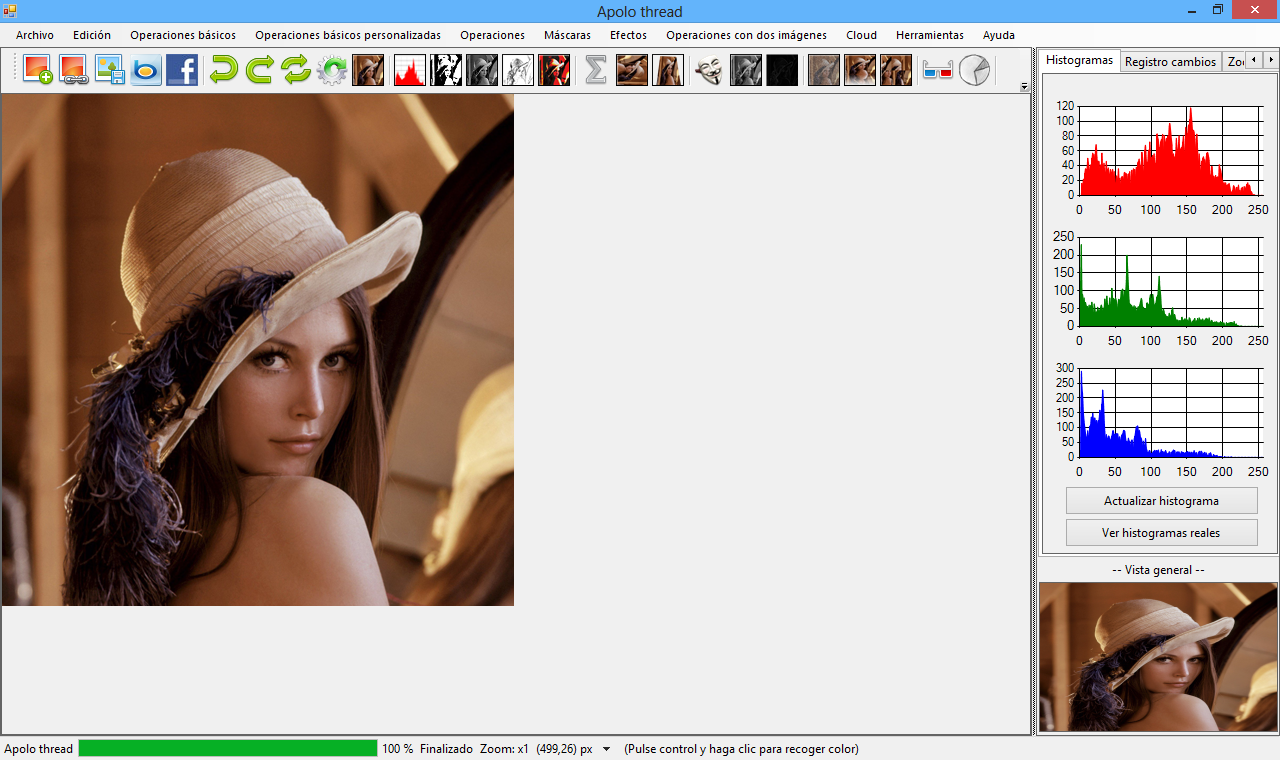 Apolo thread
Archivo Edición Operaciones básicos Operaciones básicos personalizadas Operaciones Máscaras Efectos Operaciones con dos imágenes Cloud Herramientas Ayuda
Histogramas Registro cambios
120
100
80
60
40
20
0
0 50 100 150 200 250
250
200
150
100
50
0
0 50 100 150 200 250
300
250
200
150
100
50
0
0 50 100 150 200 250
Actualizar histograma
Ver histogramas reales
-- Vista general --
Apolo thread 100 % Finalizado Zoom: x1 (499,26) px (Pulse control y haga clic para recoger color)